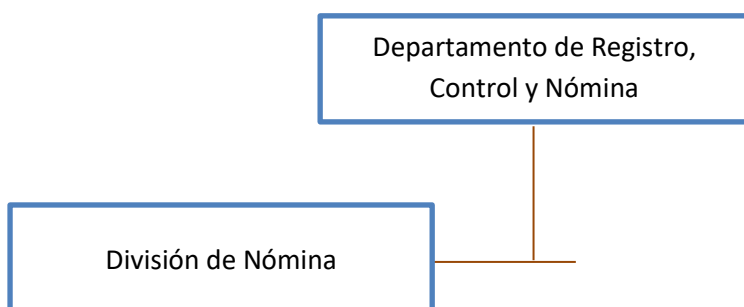 Departamento de Registro,
Control y Nómina
División de Nómina